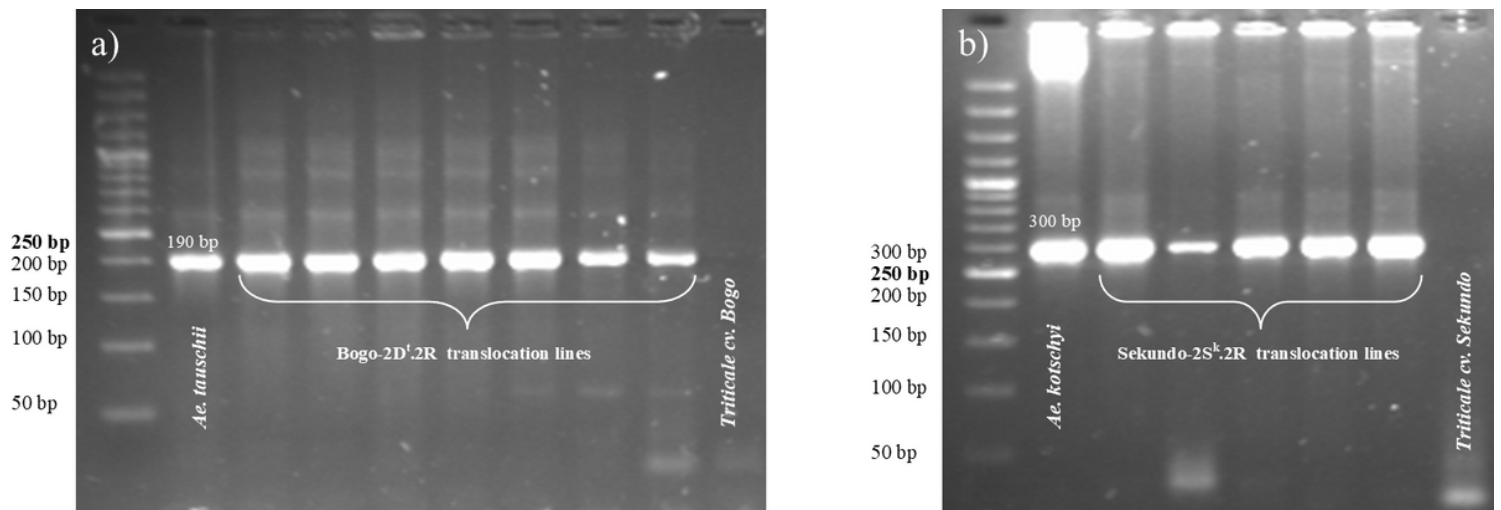 a)
190 bp
250 bp
200 bp
150 bp
100 bp
50 bp
Ae. tauschii
Bogo-2Dᵗ.2R translocation lines
Triticale cv. Bogo
b)
300 bp
300 bp
250 bp
200 bp
150 bp
100 bp
50 bp
Ae. kotschyi
Sekundo-2Sᵏ.2R translocation lines
Triticale cv. Sekundo